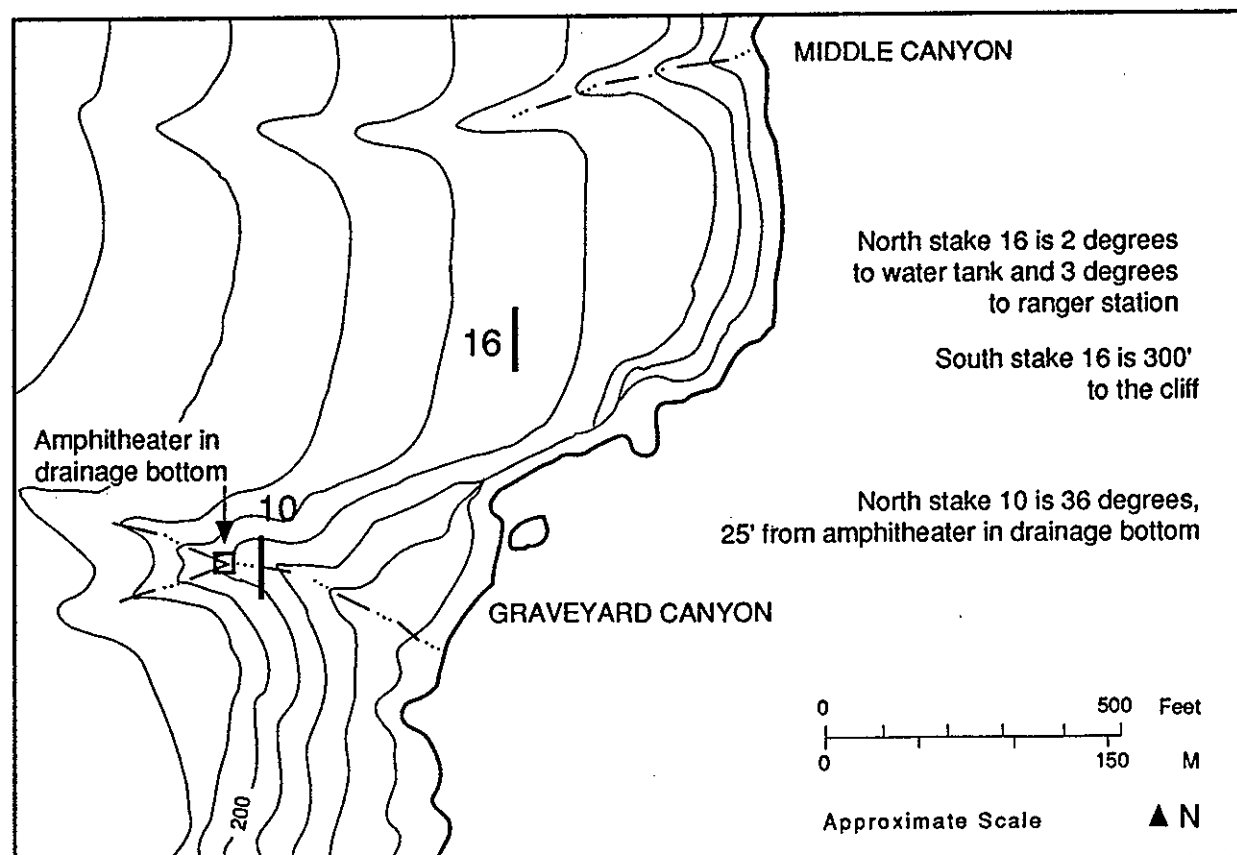 MIDDLE CANYON
North stake 16 is 2 degrees
to water tank and 3 degrees
to ranger station
16
South stake 16 is 300'
to the cliff
Amphitheater in
drainage bottom
10
North stake 10 is 36 degrees,
25' from amphitheater in drainage bottom
GRAVEYARD CANYON
0 500 Feet
0 150 M
Approximate Scale
N
200